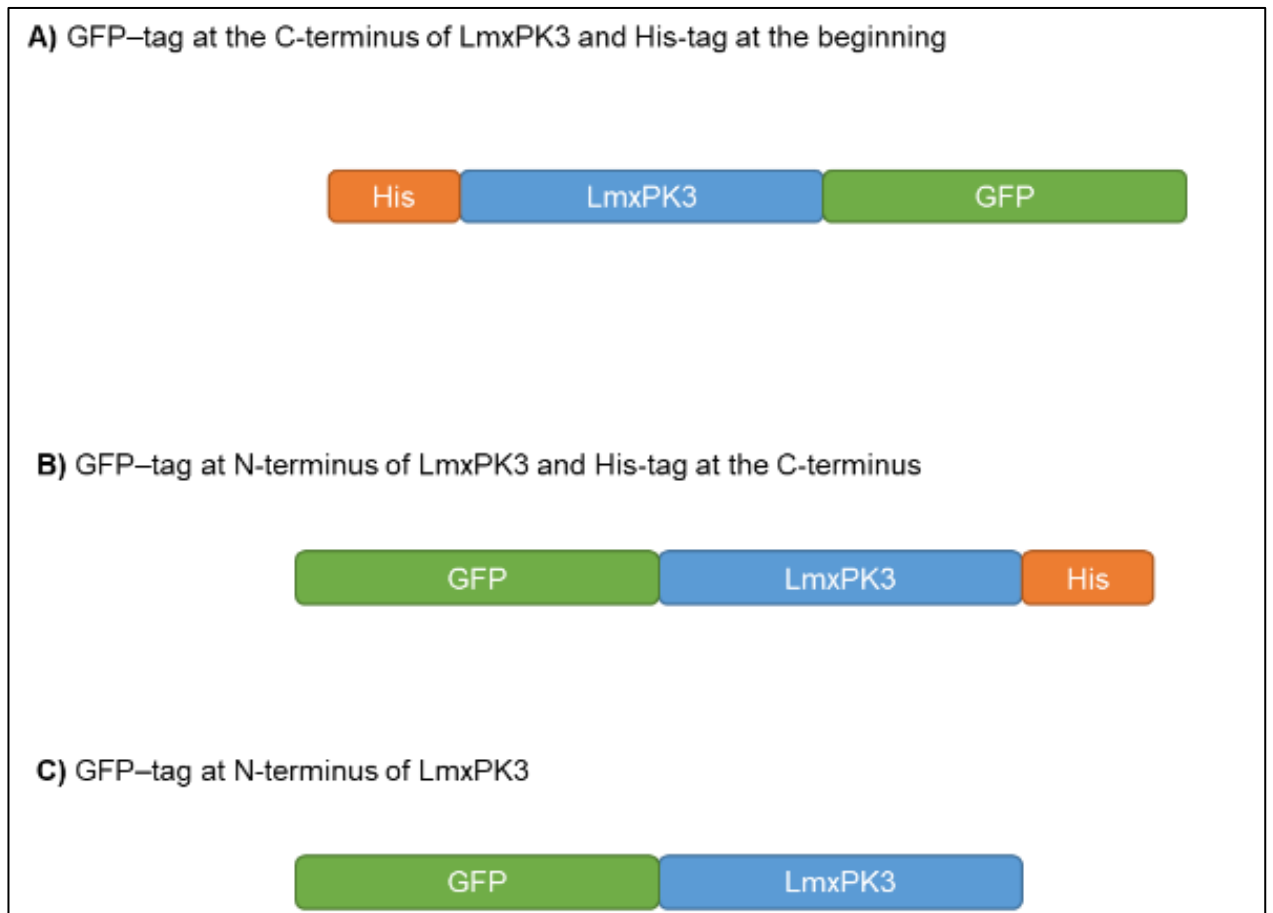 A) GFP–tag at the C-terminus of LmxPK3 and His-tag at the beginning
His LmxPK3 GFP
B) GFP–tag at N-terminus of LmxPK3 and His-tag at the C-terminus
GFP LmxPK3 His
C) GFP–tag at N-terminus of LmxPK3
GFP LmxPK3